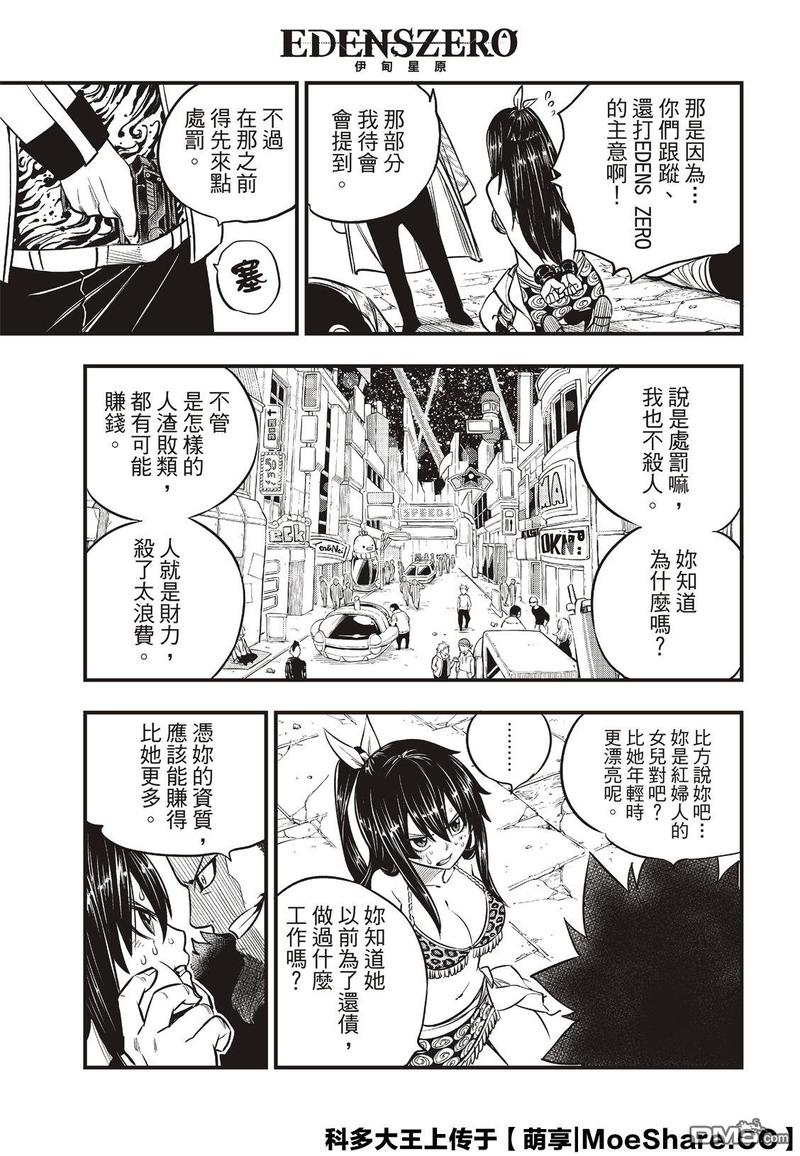 EDENSZERO
伊甸星原
那是因為…
你們跟蹤、
還打EDENS ZERO
的主意啊！
那部分
我待會
會提到。
不過
在那之前
得先來點
處罰。
塞
說是處罰嘛，
我也不殺人。
妳知道
為什麼嗎？
不管
是怎樣的
人渣敗類，
都有可能
賺錢。
人就是財力，
殺了太浪費。
SPEED
OKN
比方說妳吧…
妳是紅婦人的
女兒對吧？
比她年輕時
更漂亮呢。
……
妳知道她
以前為了還債，
做過什麼
工作嗎？
憑妳的資質，
應該能賺得
比她更多。
科多大王上传于【萌享|MoeShare.CC】